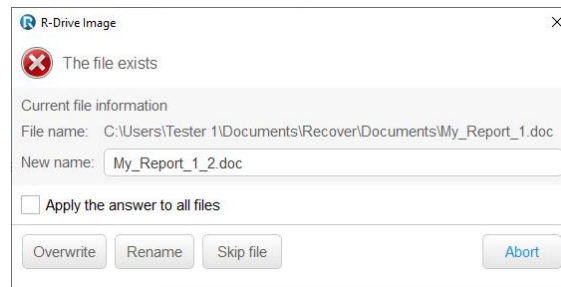 R-Drive Image
The file exists
Current file information
File name: C:\Users\Tester 1\Documents\Recover\Documents\My_Report_1.doc
New name: My_Report_1_2.doc
Apply the answer to all files
Overwrite Rename Skip file Abort